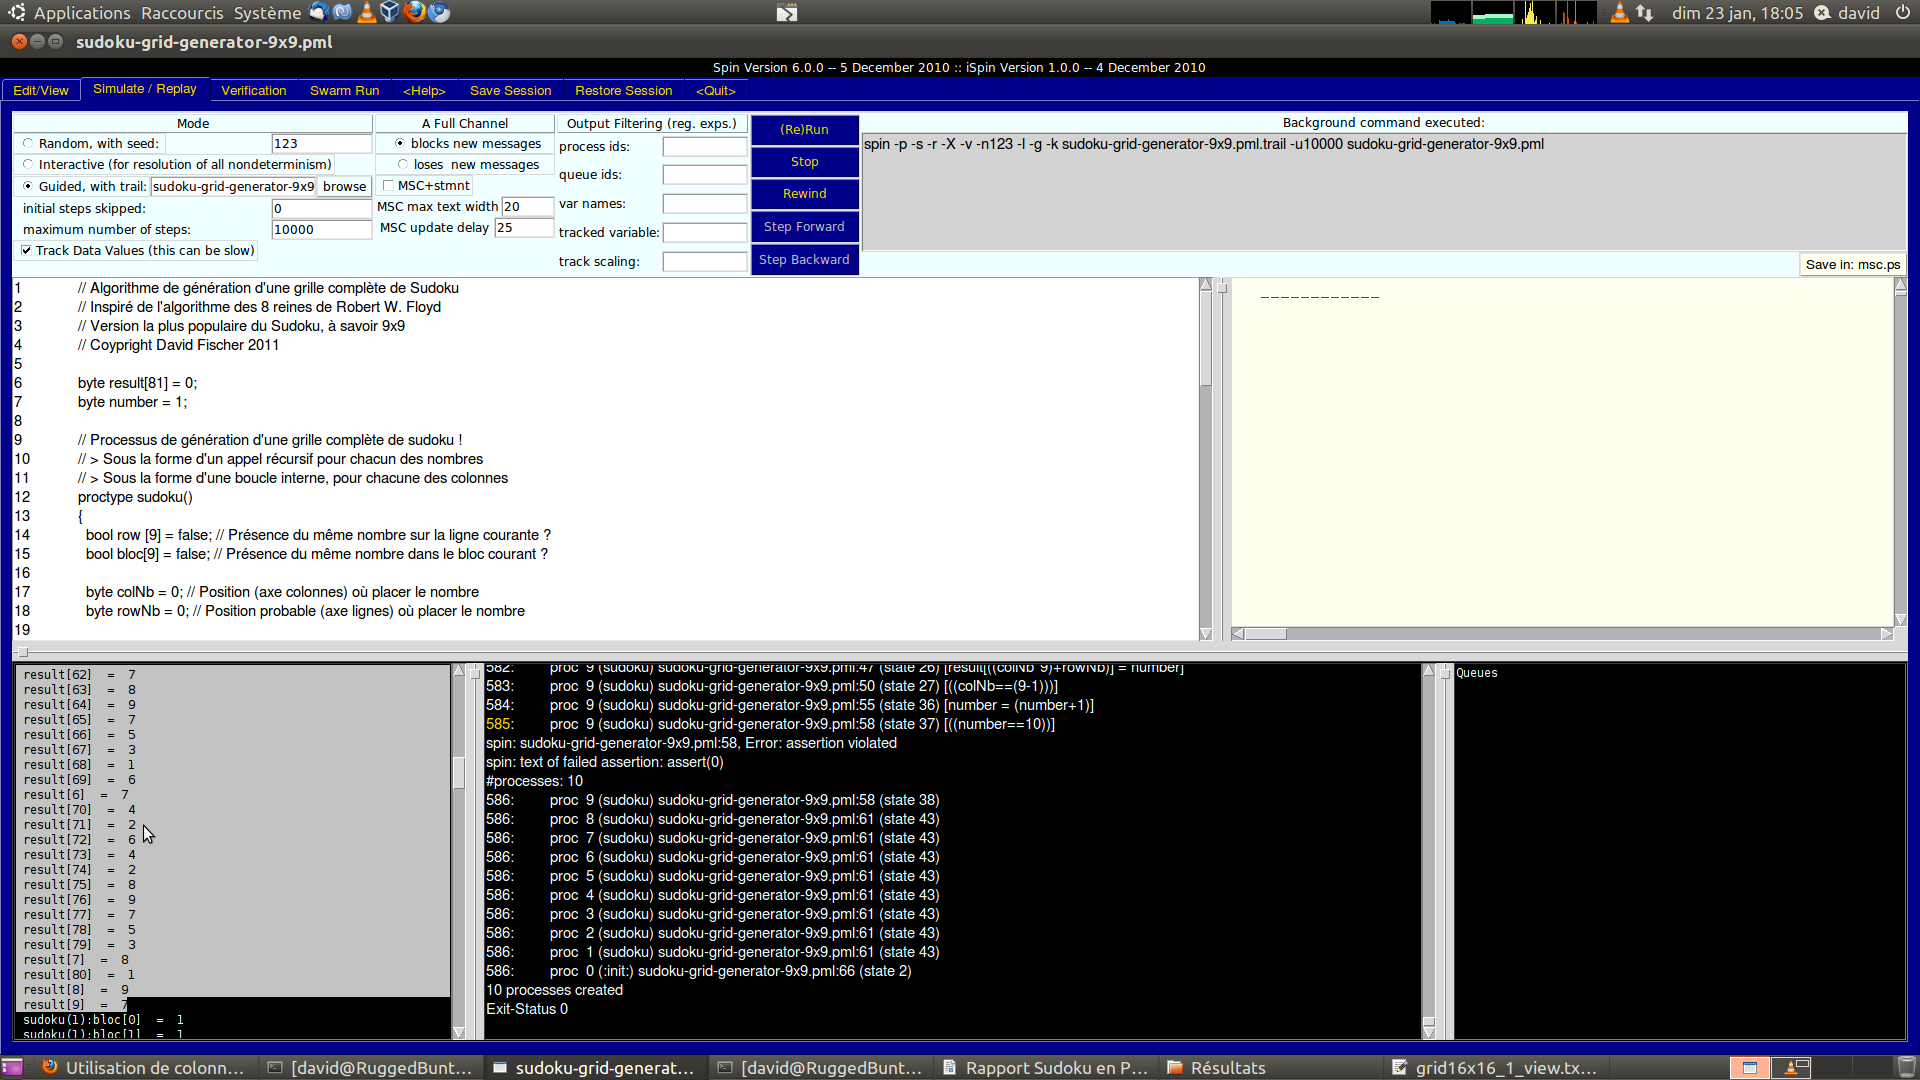 Applications Raccourcis Système dim 23 jan, 18:05 david
sudoku-grid-generator-9x9.pml
Spin Version 6.0.0 -- 5 December 2010 :: iSpin Version 1.0.0 -- 4 December 2010
Edit/View Simulate / Replay Verification Swarm Run <Help> Save Session Restore Session <Quit>
Mode
Random, with seed: 123
Interactive (for resolution of all nondeterminism)
Guided, with trail: sudoku-grid-generator-9x9 browse
initial steps skipped: 0
maximum number of steps: 10000
Track Data Values (this can be slow)
A Full Channel
blocks new messages
loses new messages
MSC+stmnt
MSC max text width 20
MSC update delay 25
Output Filtering (reg. exps.)
process ids:
queue ids:
var names:
tracked variable:
track scaling:
(Re)Run
Stop
Rewind
Step Forward
Step Backward
Background command executed:
spin -p -s -r -X -v -n123 -l -g -k sudoku-grid-generator-9x9.pml.trail -u10000 sudoku-grid-generator-9x9.pml
Save in: msc.ps
1 // Algorithme de génération d'une grille complète de Sudoku
2 // Inspiré de l'algorithme des 8 reines de Robert W. Floyd
3 // Version la plus populaire du Sudoku, à savoir 9x9
4 // Coypright David Fischer 2011
5
6 byte result[81] = 0;
7 byte number = 1;
8
9 // Processus de génération d'une grille complète de sudoku !
10 // > Sous la forme d'un appel récursif pour chacun des nombres
11 // > Sous la forme d'une boucle interne, pour chacune des colonnes
12 proctype sudoku()
13 {
14 bool row [9] = false; // Présence du même nombre sur la ligne courante ?
15 bool bloc[9] = false; // Présence du même nombre dans le bloc courant ?
16
17 byte colNb = 0; // Position (axe colonnes) où placer le nombre
18 byte rowNb = 0; // Position probable (axe lignes) où placer le nombre
19
------------
result[62] = 7
result[63] = 8
result[64] = 9
result[65] = 7
result[66] = 5
result[67] = 3
result[68] = 1
result[69] = 6
result[6] = 7
result[70] = 4
result[71] = 2
result[72] = 6
result[73] = 4
result[74] = 2
result[75] = 8
result[76] = 9
result[77] = 7
result[78] = 5
result[79] = 3
result[7] = 8
result[80] = 1
result[8] = 9
result[9] = 7
sudoku(1):bloc[0] = 1
sudoku(1):bloc[1] = 1
582: proc 9 (sudoku) sudoku-grid-generator-9x9.pml:47 (state 26) [result[((colNb*9)+rowNb)] = number]
583: proc 9 (sudoku) sudoku-grid-generator-9x9.pml:50 (state 27) [((colNb==(9-1)))]
584: proc 9 (sudoku) sudoku-grid-generator-9x9.pml:55 (state 36) [number = (number+1)]
585: proc 9 (sudoku) sudoku-grid-generator-9x9.pml:58 (state 37) [((number==10))]
spin: sudoku-grid-generator-9x9.pml:58, Error: assertion violated
spin: text of failed assertion: assert(0)
#processes: 10
586: proc 9 (sudoku) sudoku-grid-generator-9x9.pml:58 (state 38)
586: proc 8 (sudoku) sudoku-grid-generator-9x9.pml:61 (state 43)
586: proc 7 (sudoku) sudoku-grid-generator-9x9.pml:61 (state 43)
586: proc 6 (sudoku) sudoku-grid-generator-9x9.pml:61 (state 43)
586: proc 5 (sudoku) sudoku-grid-generator-9x9.pml:61 (state 43)
586: proc 4 (sudoku) sudoku-grid-generator-9x9.pml:61 (state 43)
586: proc 3 (sudoku) sudoku-grid-generator-9x9.pml:61 (state 43)
586: proc 2 (sudoku) sudoku-grid-generator-9x9.pml:61 (state 43)
586: proc 1 (sudoku) sudoku-grid-generator-9x9.pml:61 (state 43)
586: proc 0 (:init:) sudoku-grid-generator-9x9.pml:66 (state 2)
10 processes created
Exit-Status 0
Queues
Utilisation de colonn... [david@RuggedBunt... sudoku-grid-generat... [david@RuggedBunt... Rapport Sudoku en P... Résultats grid16x16_1_view.tx...